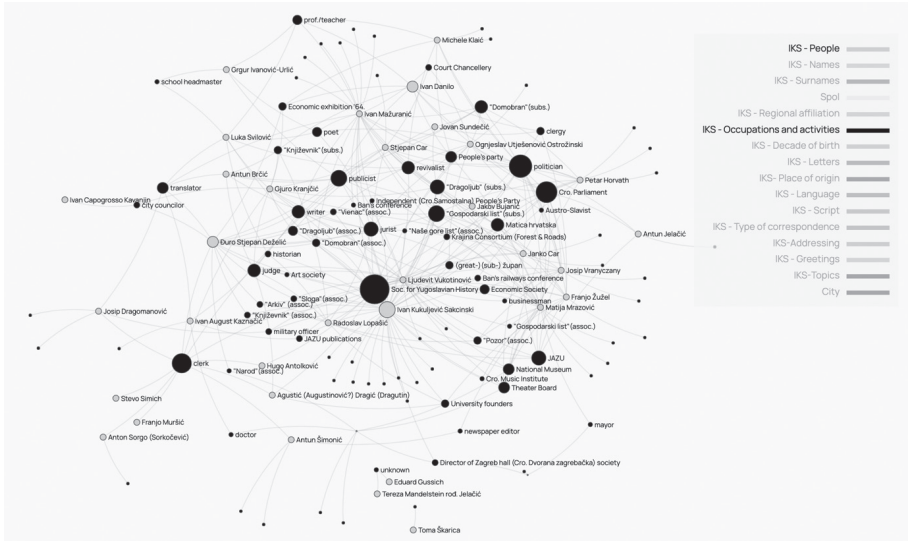 prof./teacher
Michele Klaić
Grgur Ivanović-Urlić
Court Chancellery
school headmaster
Ivan Danilo
Economic exhibition '64
"Domobran"(subs.)
Ivan Mažuranić
Jovan Sundečić
poet
clergy
Luka Svilović
Ognjeslav Utješenović Ostrožinski
"Književnik"(subs.)
Stjepan Car
People's party
revivalist
politician
Antun Brčić
publicist
Petar Horvath
translator
Gjuro Kranjčić
"Dragoljub" (subs.)
Cro. Parliament
Ivan Capogrosso Kavanjin
city councilor
Independent (Cro.Samostalna) People's Party
Ban's conference
Jakov Bujanić
writer
"Vienac"(assoc.)
"Gospodarski list"(subs.)
Austro-Slavist
Matica hrvatska
"Dragoljub"(assoc.)
jurist
"Naše gore list"(assoc.)
Krajina Consortium (Forest & Roads)
Antun Jelačić
Đuro Stjepan Deželić
"Domobran"(assoc.)
historian
Janko Car
judge
Art society
(great-)(sub-) župan
Josip Vranyczany
Ljudevit Vukotinović
Ban's railways conference
Soc. for Yugoslavian History
Economic Society
"Sloga"(assoc.)
Franjo Žužel
"Arkiv" (assoc.)
businessman
Matija Mrazović
Josip Dragomanović
"Književnik"(assoc.)
Ivan Kukuljević Sakcinski
Ivan August Kaznačić
Radoslav Lopašić
"Gospodarski list"(assoc.)
military officer
JAZU publications
"Pozor"(assoc.)
JAZU
clerk
Hugo Antolković
"Narod"(assoc.)
National Museum
Cro. Music Institute
Theater Board
Stevo Simich
Agustić (Augustinović?) Dragić (Dragutin)
University founders
Franjo Muršić
mayor
Anton Sorgo (Sorkočević)
doctor
Antun Šimonić
newspaper editor
Director of Zagreb hall (Cro. Dvorana zagrebačka) society
unknown
Eduard Gussich
Tereza Mandelstein rođ. Jelačić
Toma Škarica
IKS - People
IKS - Names
IKS - Surnames
Spol
IKS - Regional affiliation
IKS - Occupations and activities
IKS - Decade of birth
IKS - Letters
IKS- Place of origin
IKS - Language
IKS - Script
IKS - Type of correspondence
IKS-Addressing
IKS - Greetings
IKS-Topics
City